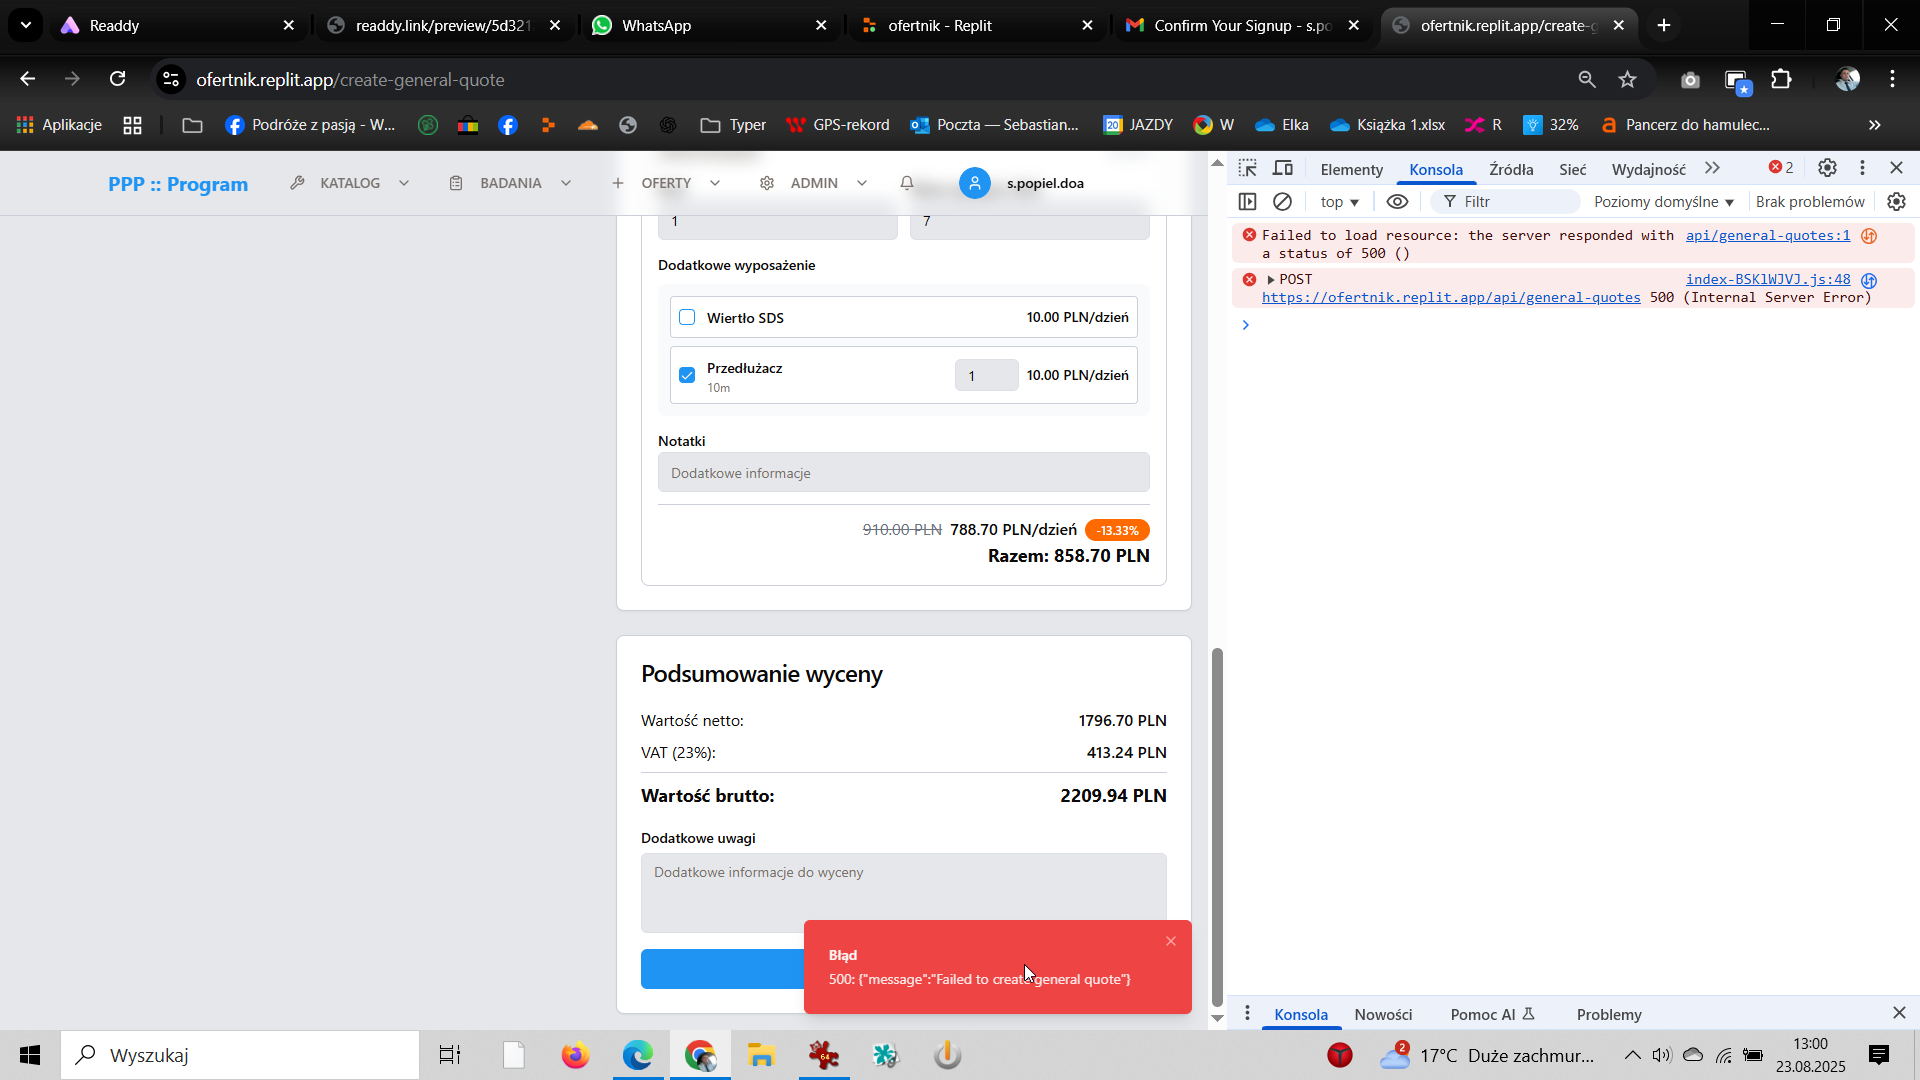 Readdy
readdy.link/preview/5d321
WhatsApp
ofertnik - Replit
Confirm Your Signup - s.po
ofertnik.replit.app/create-g
ofertnik.replit.app/create-general-quote
Aplikacje
Podróże z pasją - W...
Typer
GPS-rekord
Poczta — Sebastian...
20
JAZDY
W
Elka
Książka 1.xlsx
R
32%
Pancerz do hamulec...
PPP :: Program
KATALOG
BADANIA
OFERTY
ADMIN
s.popiel.doa
1
7
Dodatkowe wyposażenie
Wiertło SDS
10.00 PLN/dzień
Przedłużacz
10m
1
10.00 PLN/dzień
Notatki
Dodatkowe informacje
910.00 PLN 788.70 PLN/dzień -13.33%
Razem: 858.70 PLN
Podsumowanie wyceny
Wartość netto: 1796.70 PLN
VAT (23%): 413.24 PLN
Wartość brutto: 2209.94 PLN
Dodatkowe uwagi
Dodatkowe informacje do wyceny
Błąd
500: {"message":"Failed to create general quote"}
Elementy
Konsola
Źródła
Sieć
Wydajność
2
top
Filtr
Poziomy domyślne
Brak problemów
Failed to load resource: the server responded with api/general-quotes:1
a status of 500 ()
POST index-BSKlWJVJ.js:48
https://ofertnik.replit.app/api/general-quotes 500 (Internal Server Error)
Konsola
Nowości
Pomoc AI
Problemy
Wyszukaj
64
2
17°C Duże zachmur...
13:00
23.08.2025